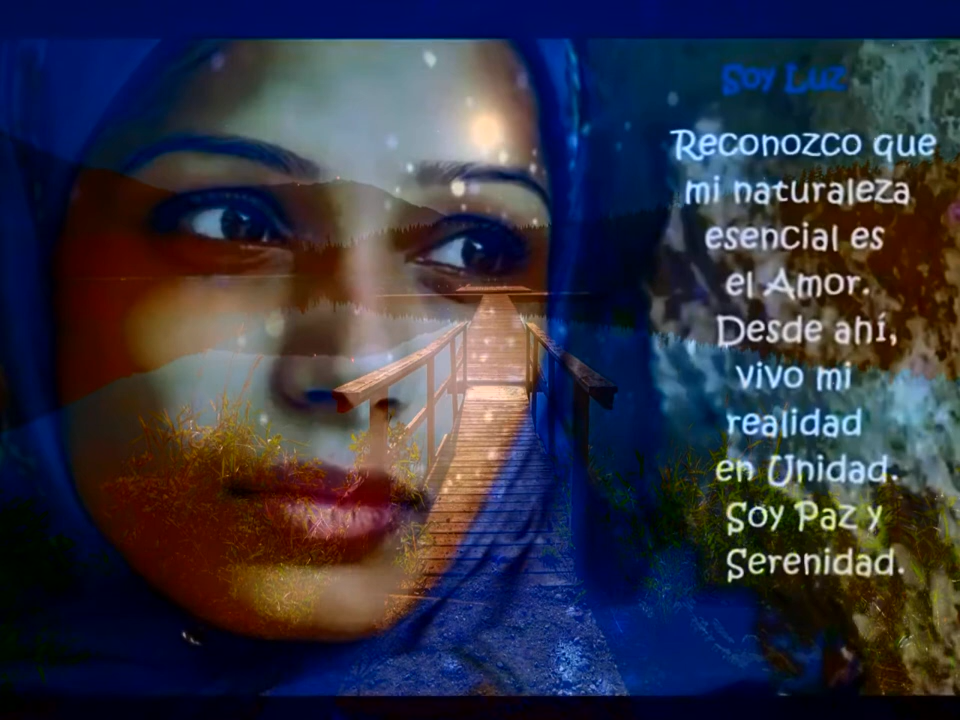 Soy Luz
Reconozco que
mi naturaleza
esencial es
el Amor.
Desde ahí,
vivo mi
realidad
en Unidad.
Soy Paz y
Serenidad.